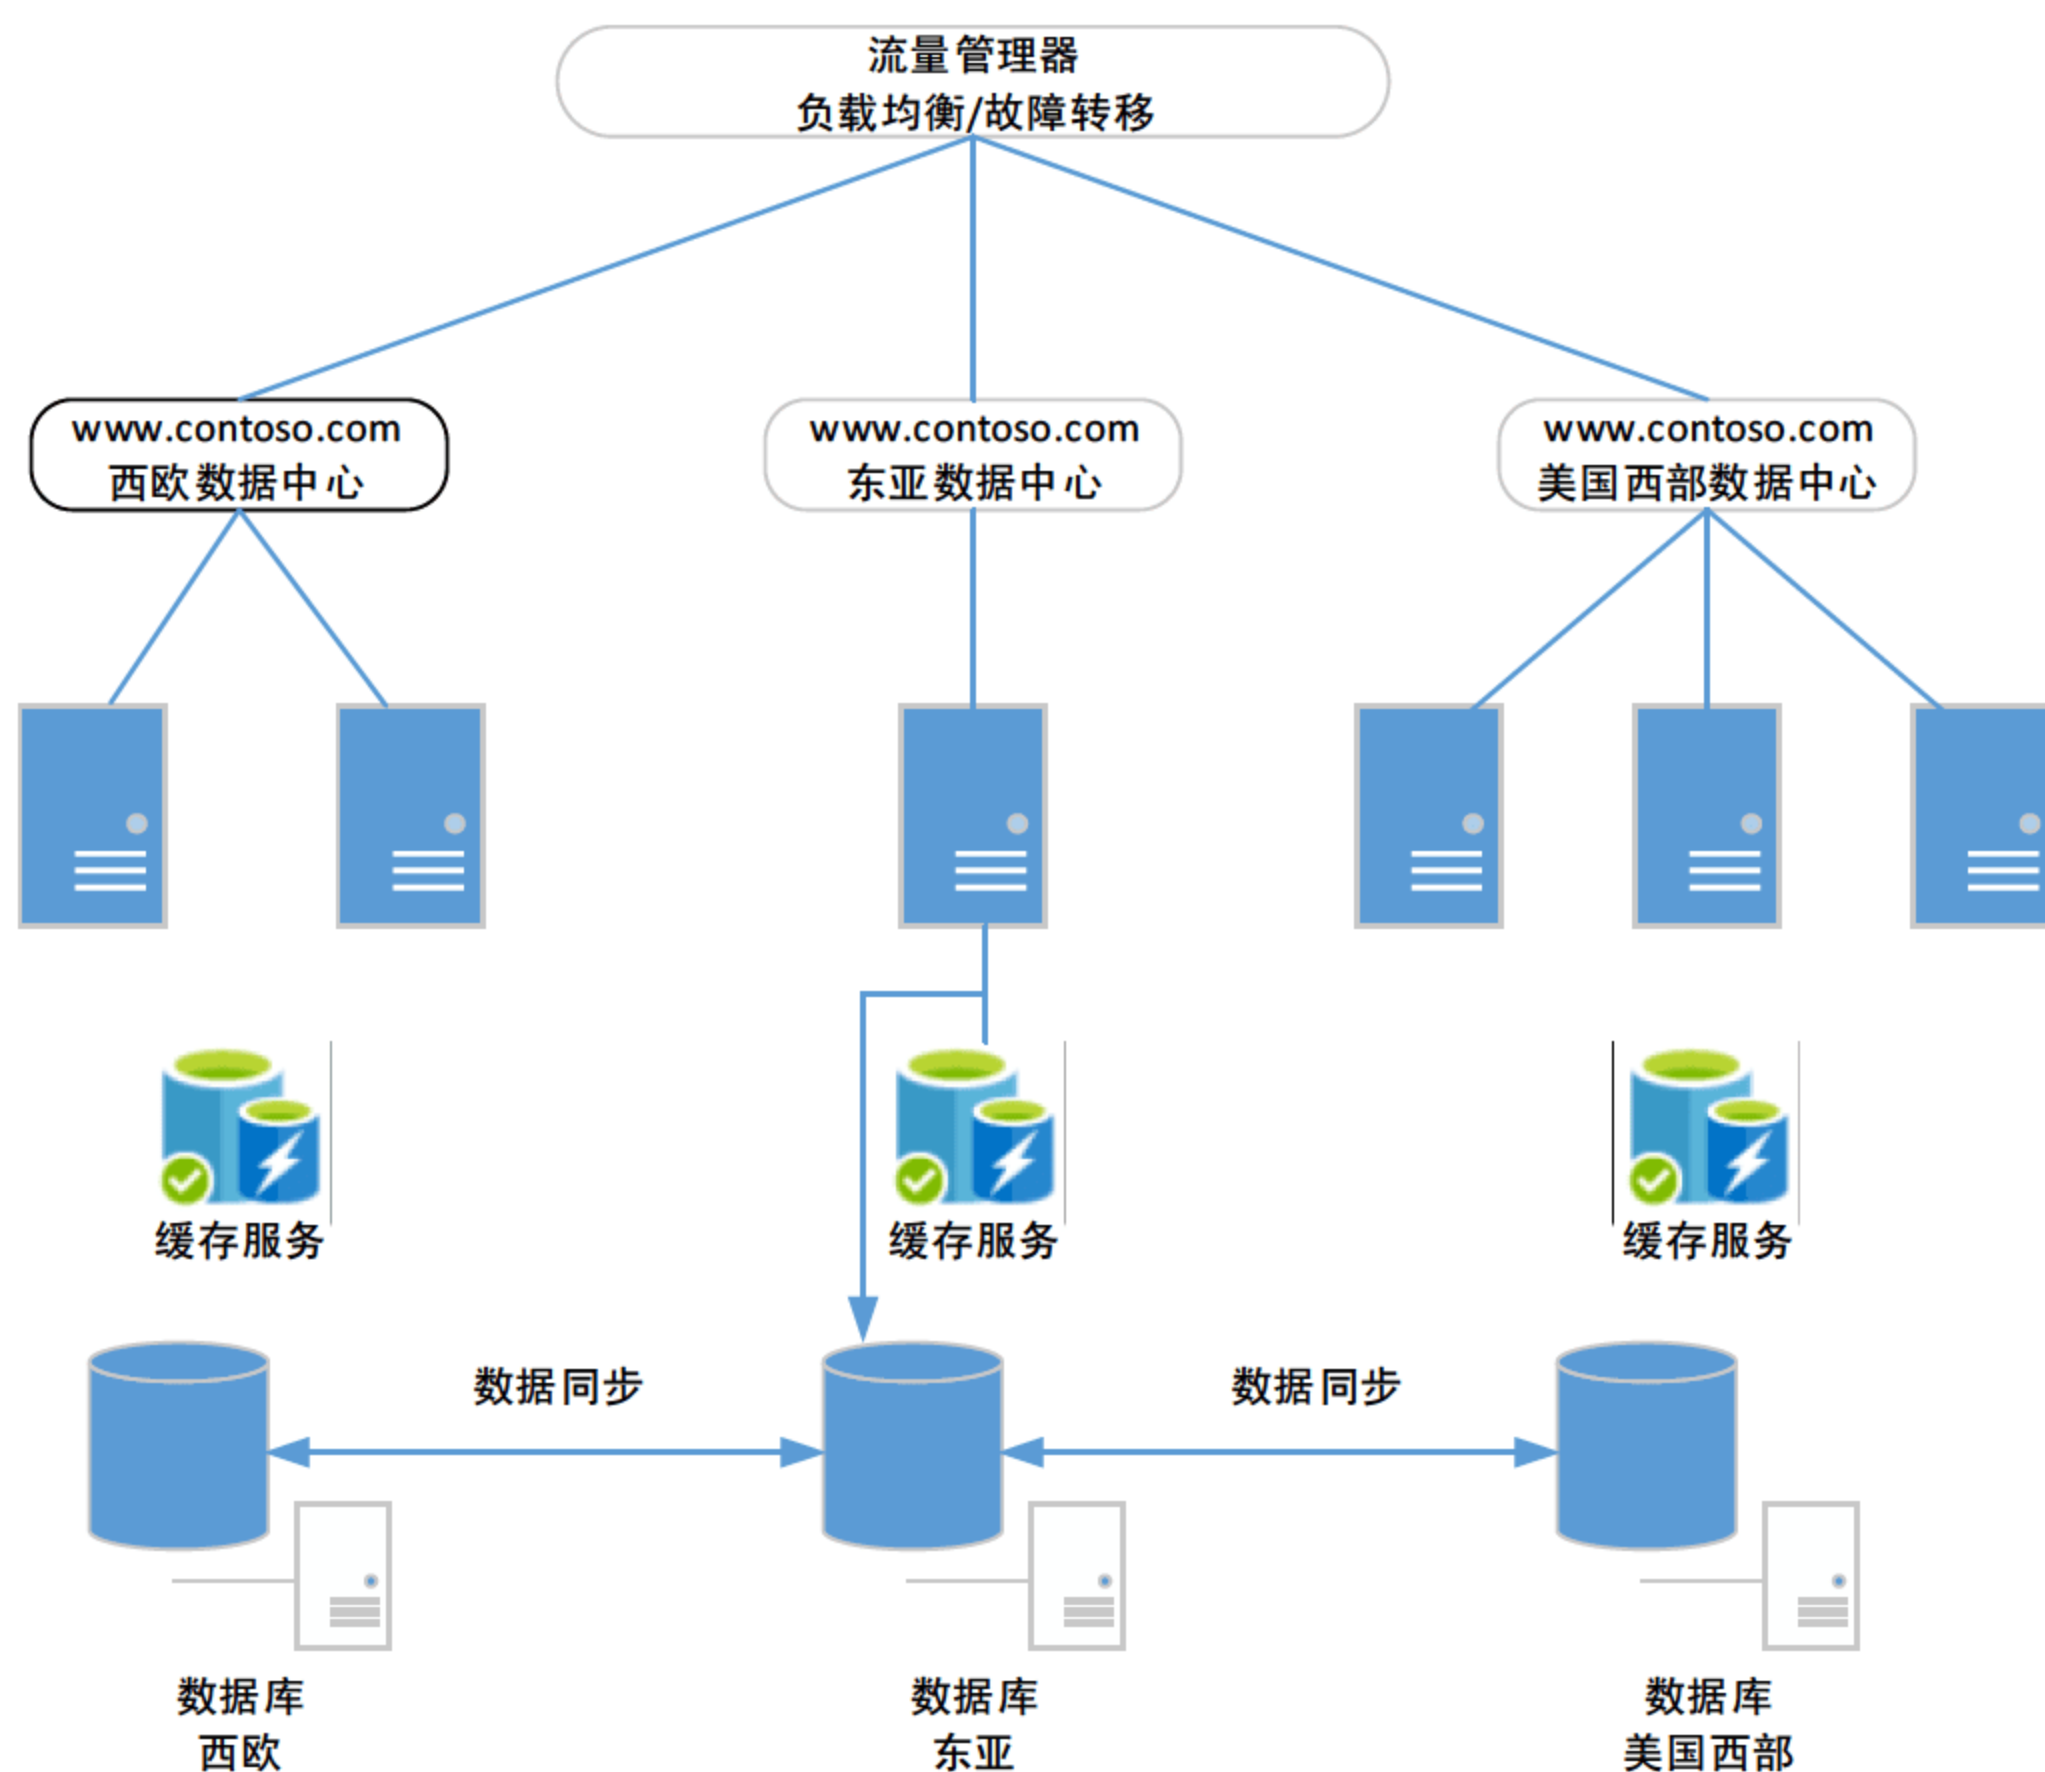 流量管理器
负载均衡/故障转移
www.contoso.com
西欧数据中心
www.contoso.com
东亚数据中心
www.contoso.com
美国西部数据中心
缓存服务
缓存服务
缓存服务
数据同步
数据同步
数据库
西欧
数据库
东亚
数据库
美国西部